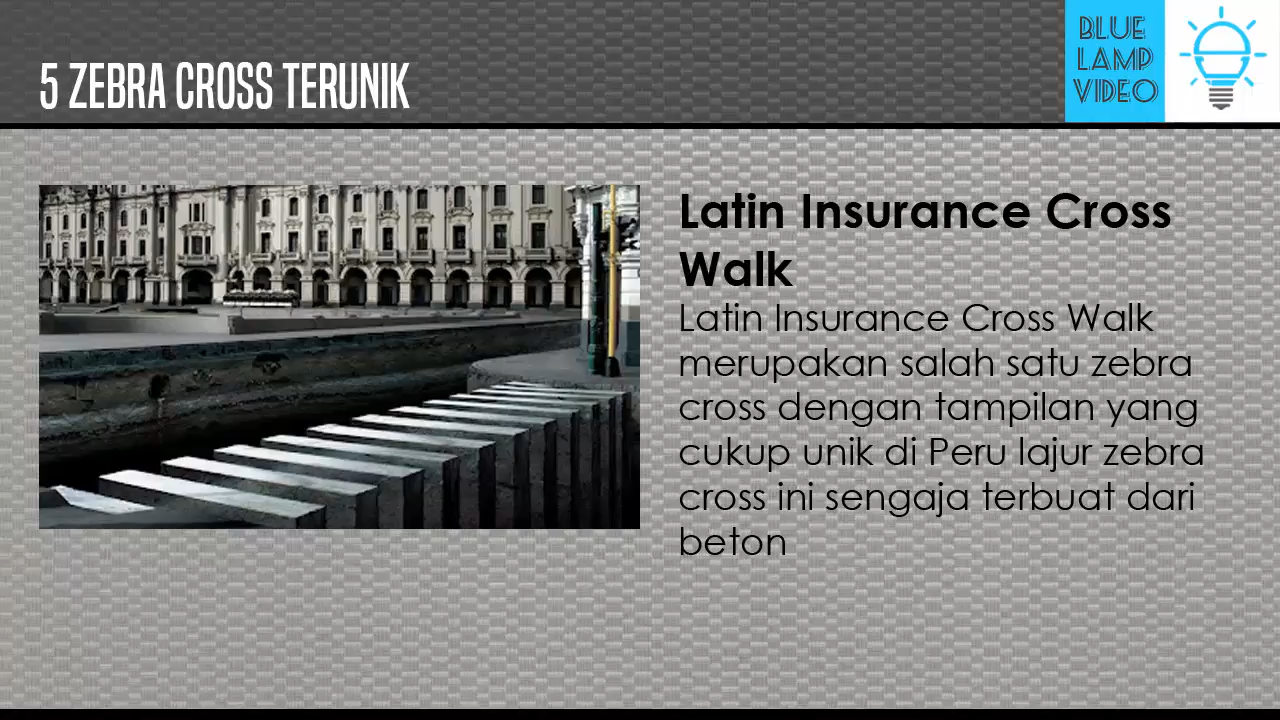 5 ZEBRA CROSS TERUNIK
BLUE
LAMP
VIDEO
Latin Insurance Cross
Walk
Latin Insurance Cross Walk
merupakan salah satu zebra
cross dengan tampilan yang
cukup unik di Peru lajur zebra
cross ini sengaja terbuat dari
beton